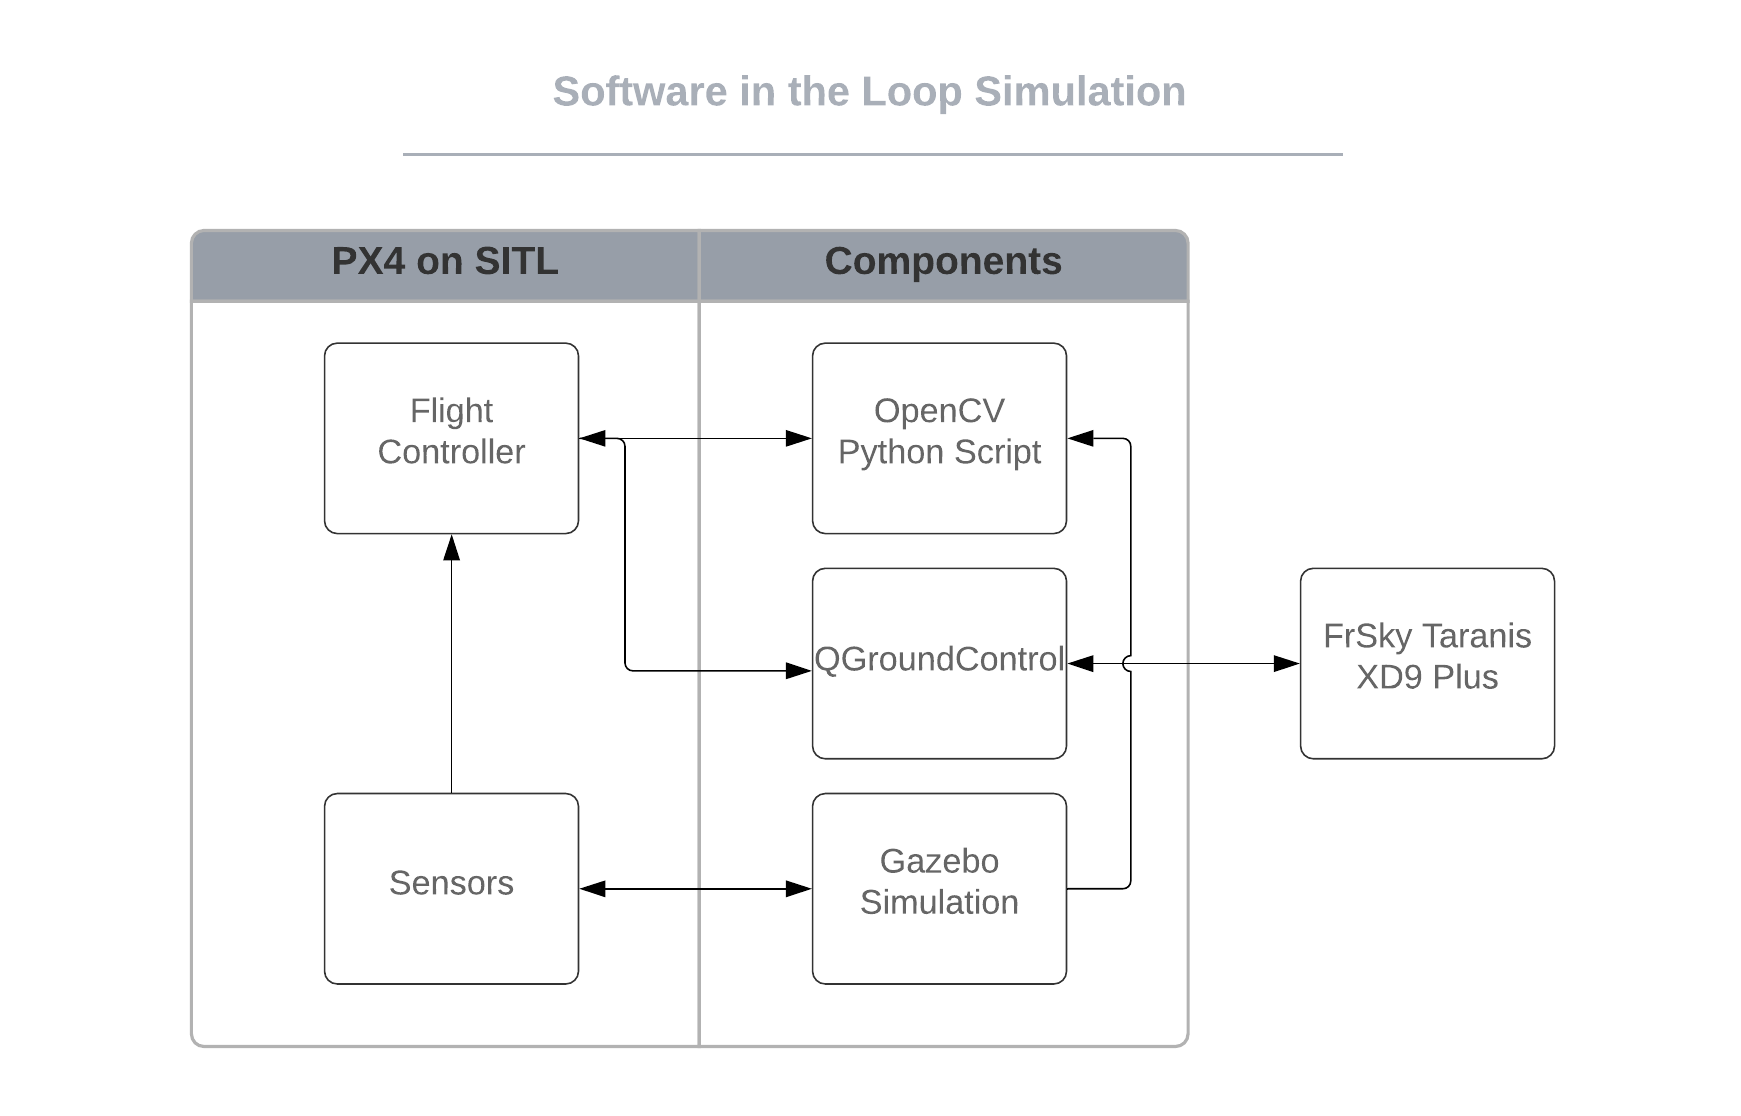 Software in the Loop Simulation
PX4 on SITL
Components
Flight
Controller
OpenCV
Python Script
QGroundControl
FrSky Taranis
XD9 Plus
Sensors
Gazebo
Simulation